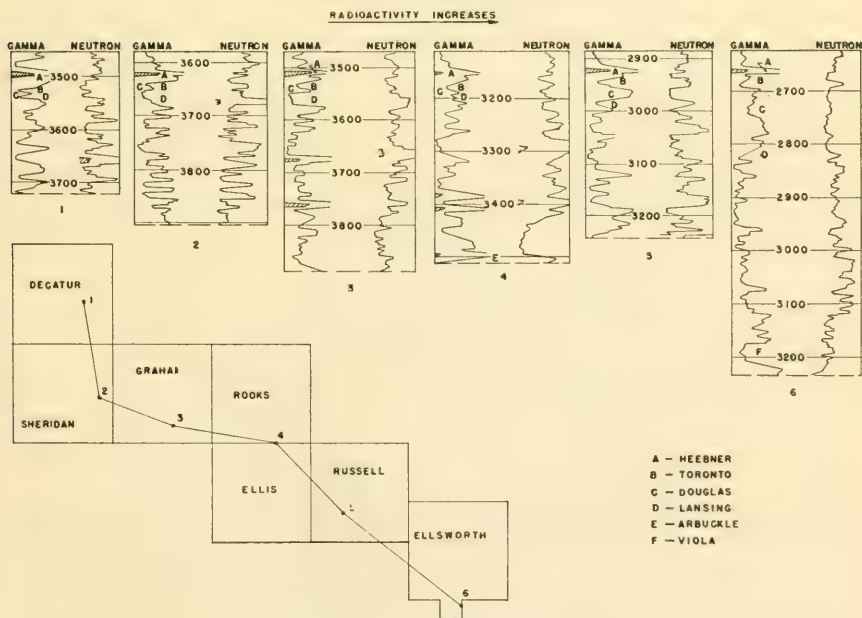 RADIOACTIVITY INCREASES
GAMMA NEUTRON
A
3500
B
C D
3600
3700
1
GAMMA NEUTRON
3600
A
C B
D
3700
3800
2
GAMMA NEUTRON
A
3500
B
C
D
3600
3700
3800
3
GAMMA NEUTRON
A
B
C D
3200
3300
3400
E
4
GAMMA NEUTRON
2900
A
B
C
D
3000
3100
3200
5
GAMMA NEUTRON
A
B
2700
C
2800
D
2900
3000
3100
F
3200
6
DECATUR
1
SHERIDAN
2
GRAHAM
3
ROOKS
4
ELLIS
RUSSELL
ELLSWORTH
6
A – HEEBNER
B – TORONTO
C – DOUGLAS
D – LANSING
E – ARBUCKLE
F – VIOLA